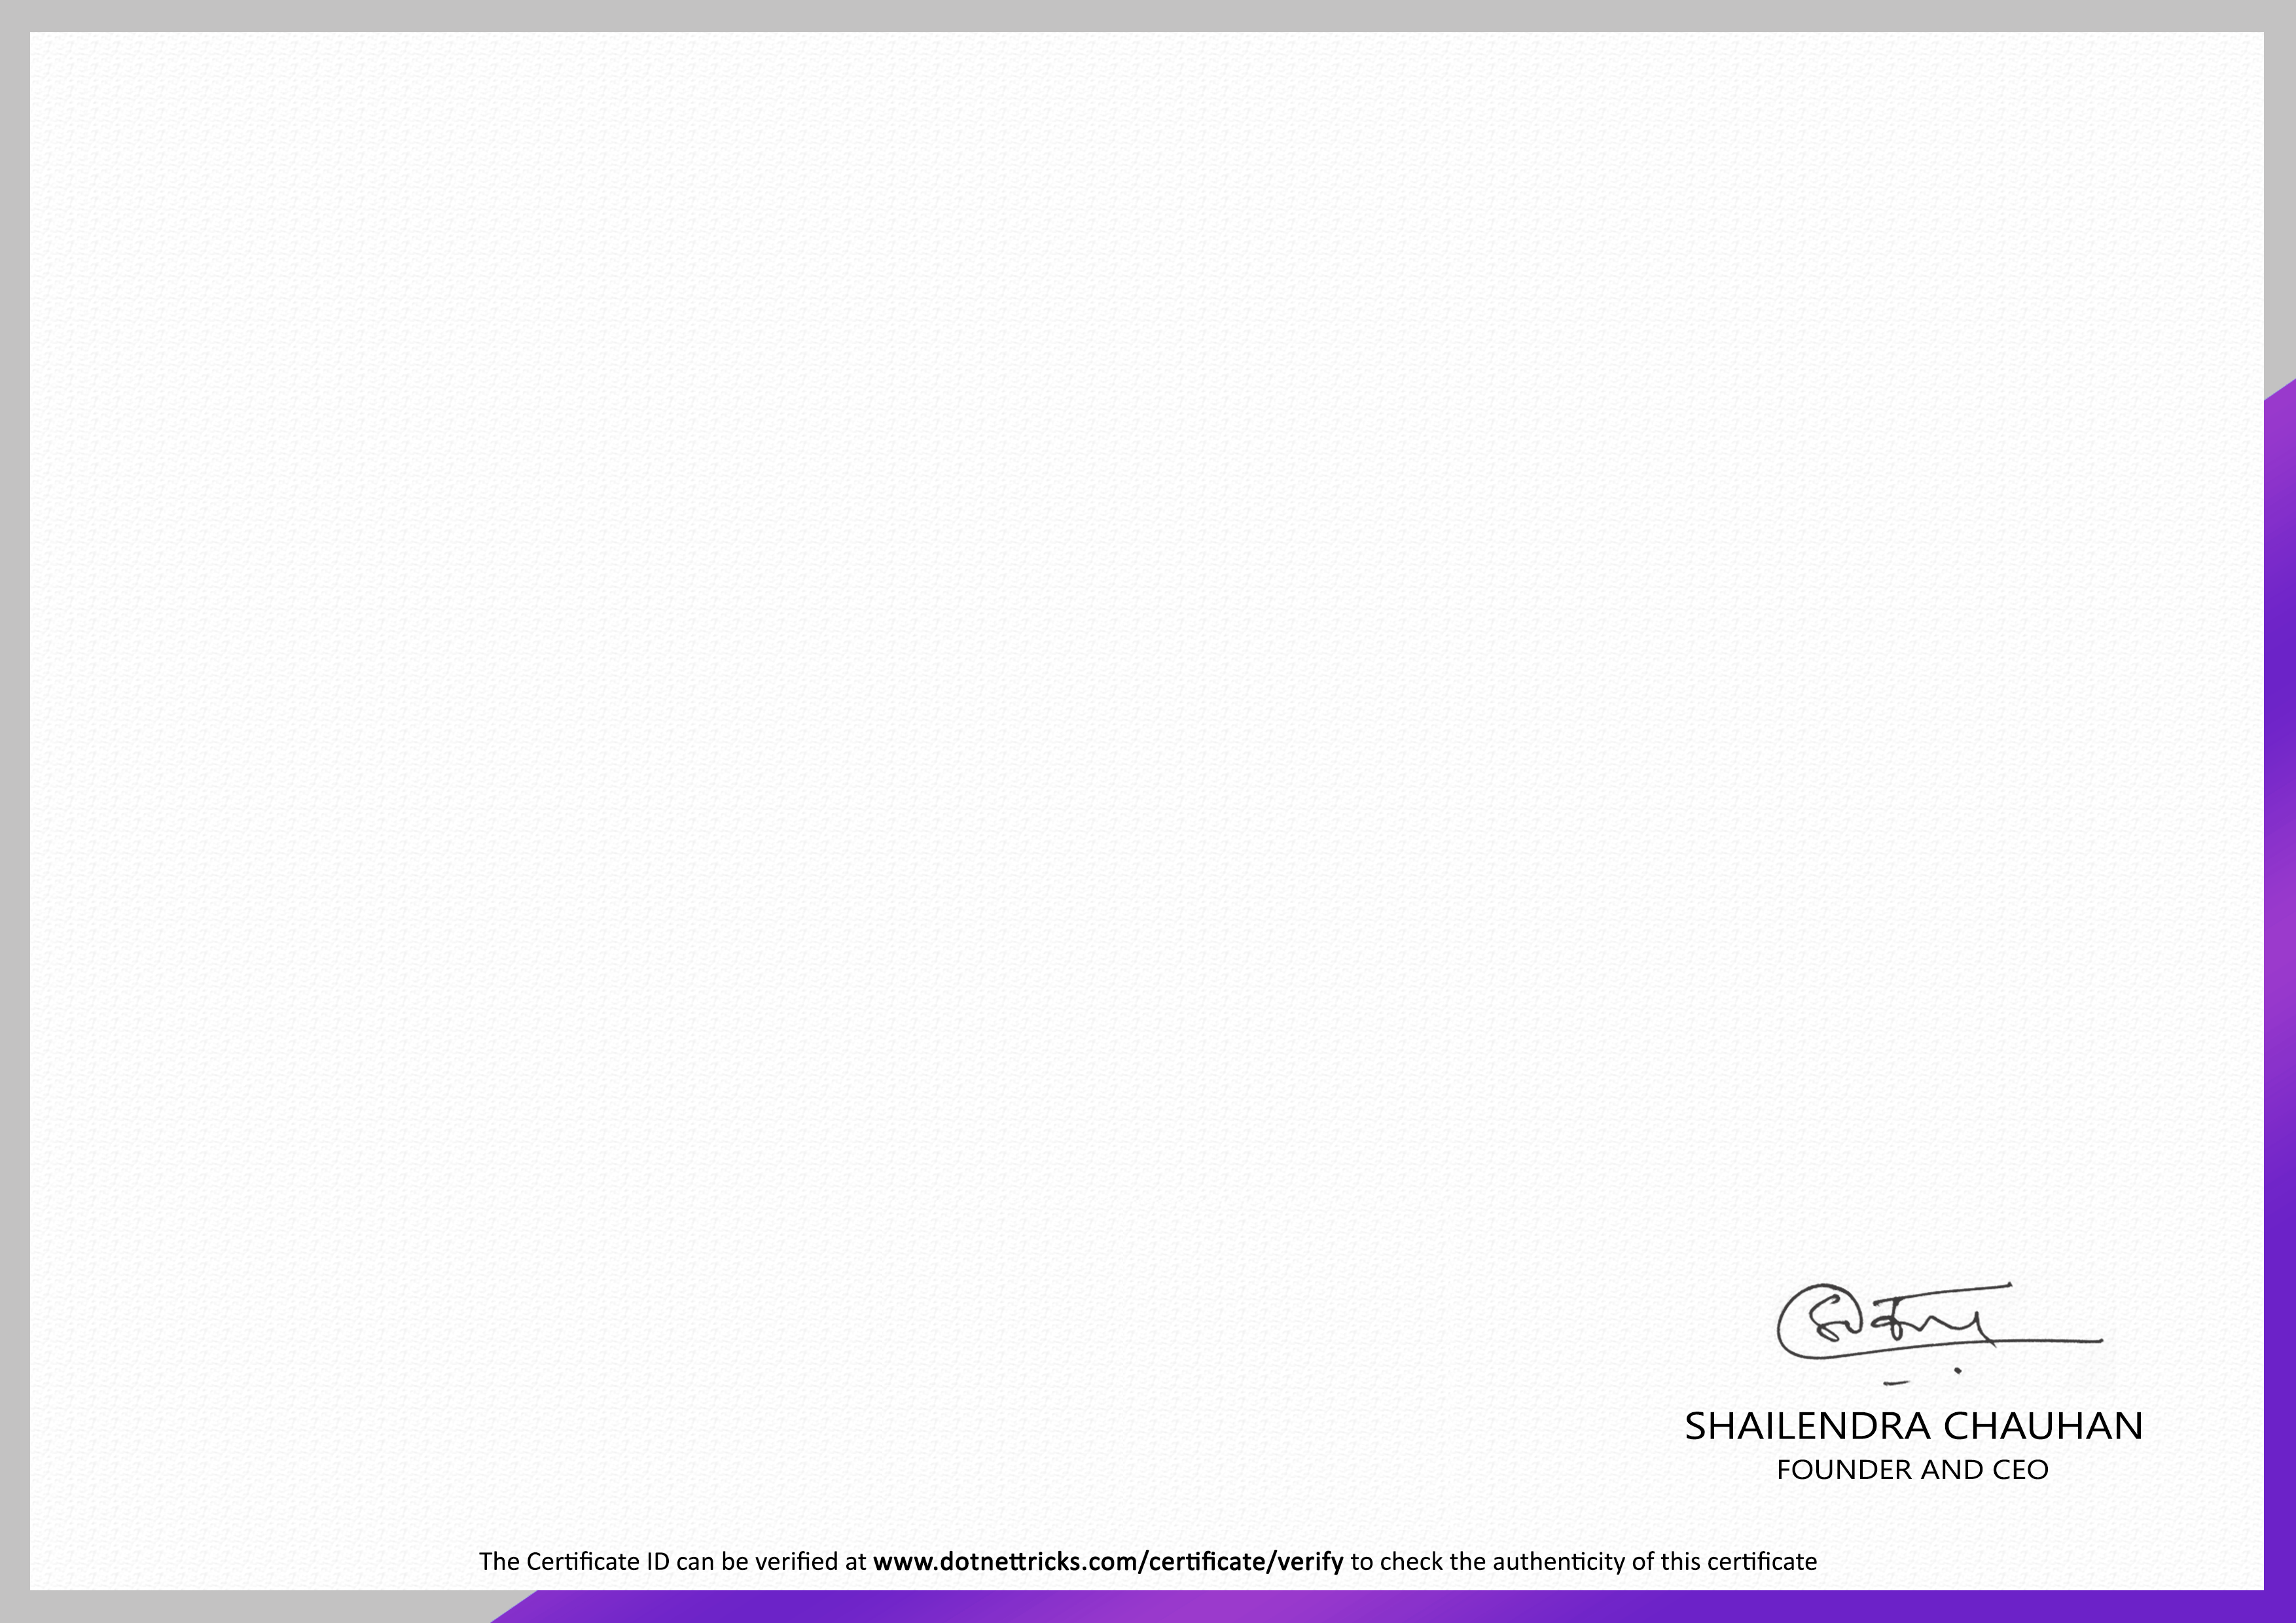 SHAILENDRA CHAUHAN
FOUNDER AND CEO
The Certificate ID can be verified at www.dotnettricks.com/certificate/verify to check the authenticity of this certificate